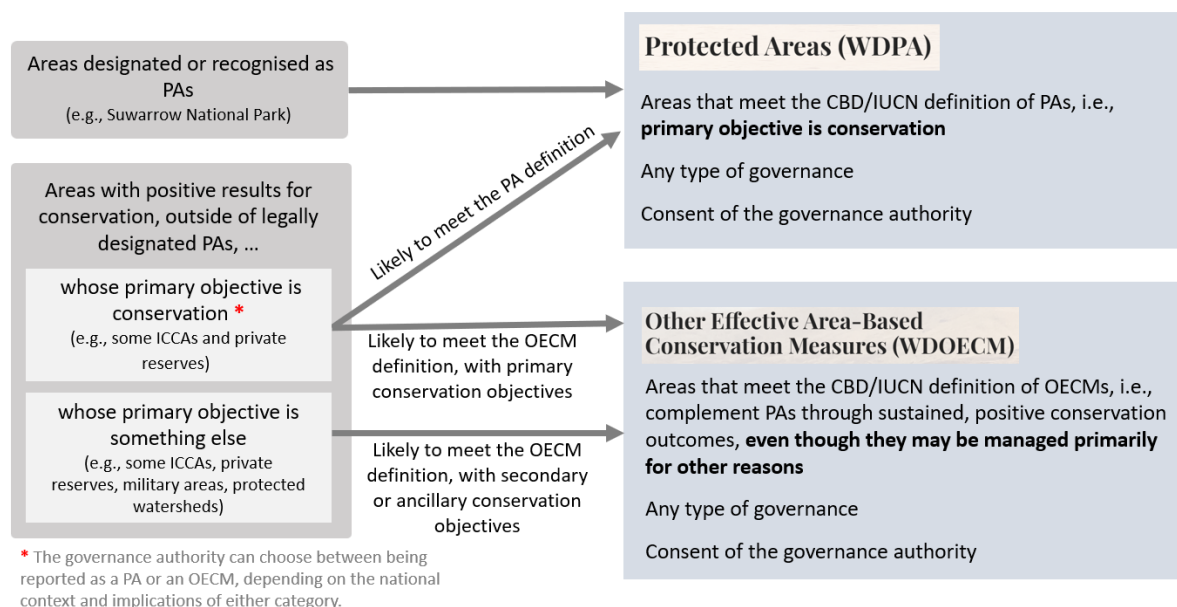 Areas designated or recognised as
PAs
(e.g., Suwarrow National Park)
Areas with positive results for
conservation, outside of legally
designated PAs, ...
whose primary objective is
conservation *
(e.g., some ICCAs and private
reserves)
whose primary objective is
something else
(e.g., some ICCAs, private
reserves, military areas, protected
watersheds)
* The governance authority can choose between being
reported as a PA or an OECM, depending on the national
context and implications of either category.
Likely to meet the PA definition
Likely to meet the OECM
definition, with primary
conservation objectives
Likely to meet the OECM
definition, with secondary
or ancillary conservation
objectives
Protected Areas (WDPA)
Areas that meet the CBD/IUCN definition of PAs, i.e.,
primary objective is conservation
Any type of governance
Consent of the governance authority
Other Effective Area-Based
Conservation Measures (WDOECM)
Areas that meet the CBD/IUCN definition of OECMs, i.e.,
complement PAs through sustained, positive conservation
outcomes, even though they may be managed primarily
for other reasons
Any type of governance
Consent of the governance authority